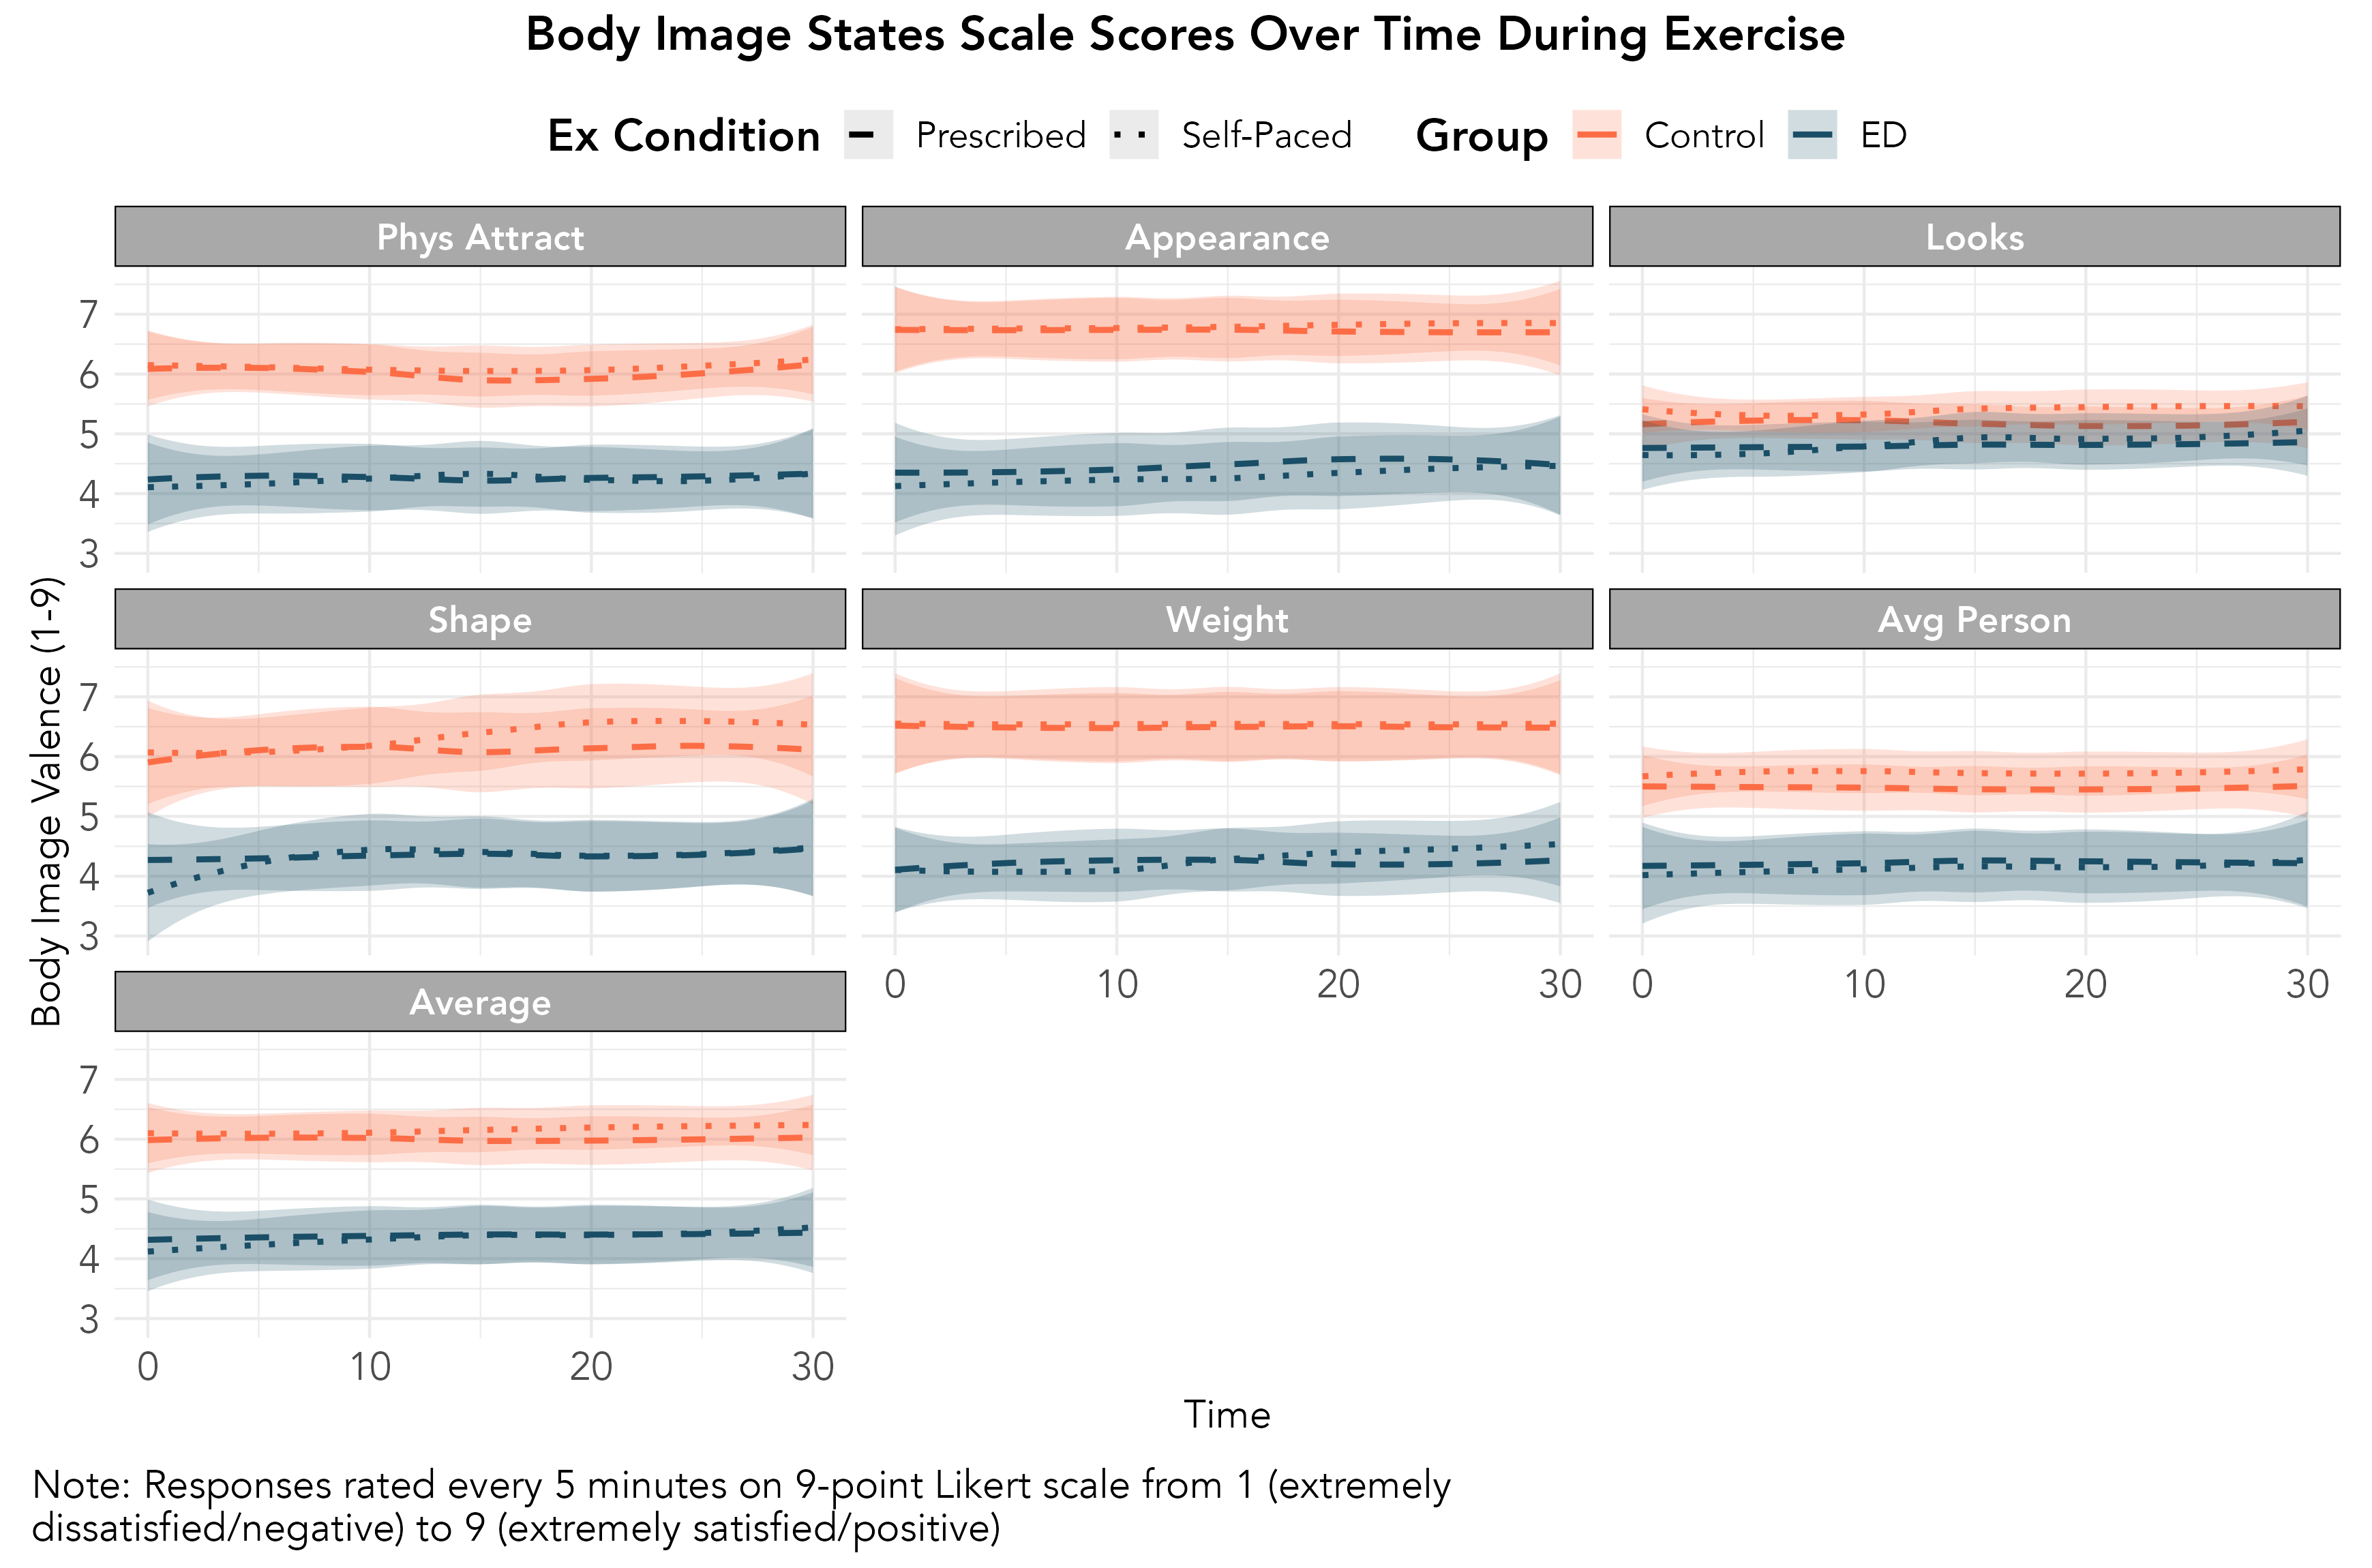 Body Image States Scale Scores Over Time During Exercise
Ex Condition Prescribed Self-Paced Group Control ED
Phys Attract Appearance Looks
7
6
5
4
3
Shape Weight Avg Person
7
6
5
4
3
0 10 20 30 0 10 20 30
Average
7
6
5
4
3
0 10 20 30
Body Image Valence (1-9)
Time
Note: Responses rated every 5 minutes on 9-point Likert scale from 1 (extremely
dissatisfied/negative) to 9 (extremely satisfied/positive)